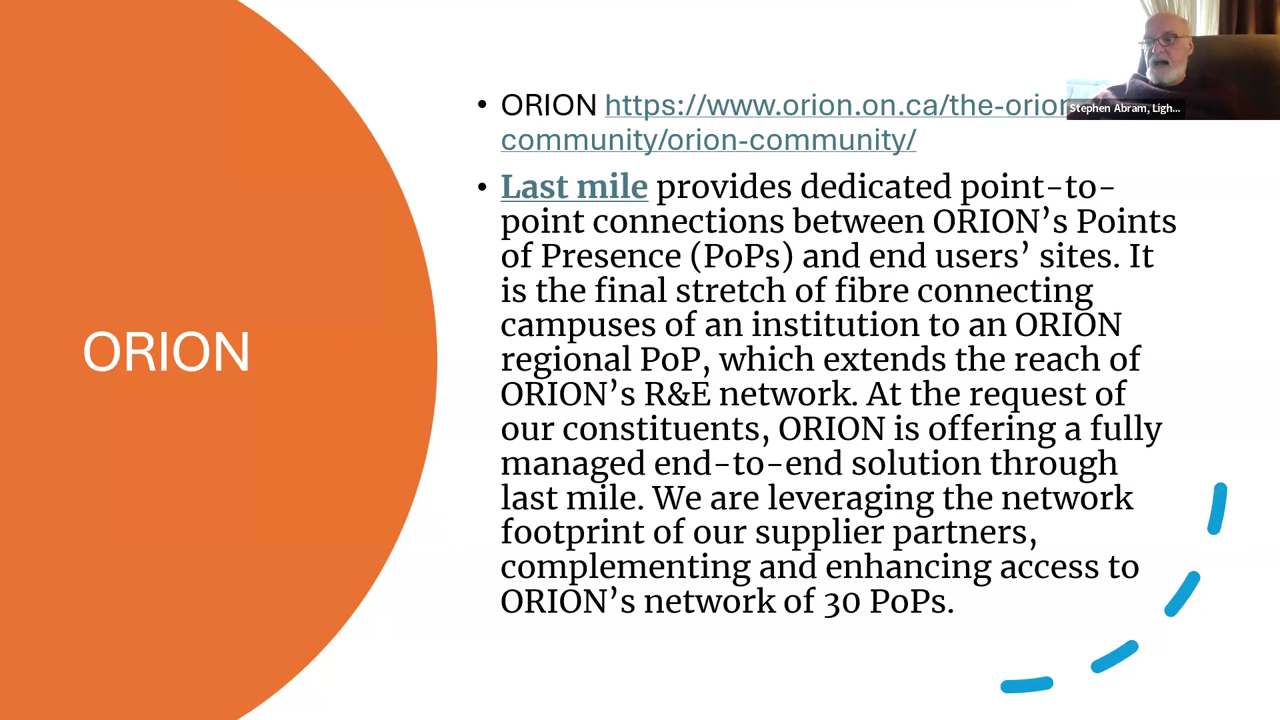 ORION
• ORION https://www.orion.on.ca/the-orion
community/orion-community/
• Last mile provides dedicated point-to-
point connections between ORION’s Points
of Presence (PoPs) and end users’ sites. It
is the final stretch of fibre connecting
campuses of an institution to an ORION
regional PoP, which extends the reach of
ORION’s R&E network. At the request of
our constituents, ORION is offering a fully
managed end-to-end solution through
last mile. We are leveraging the network
footprint of our supplier partners,
complementing and enhancing access to
ORION’s network of 30 PoPs.
Stephen Abram, Ligh...